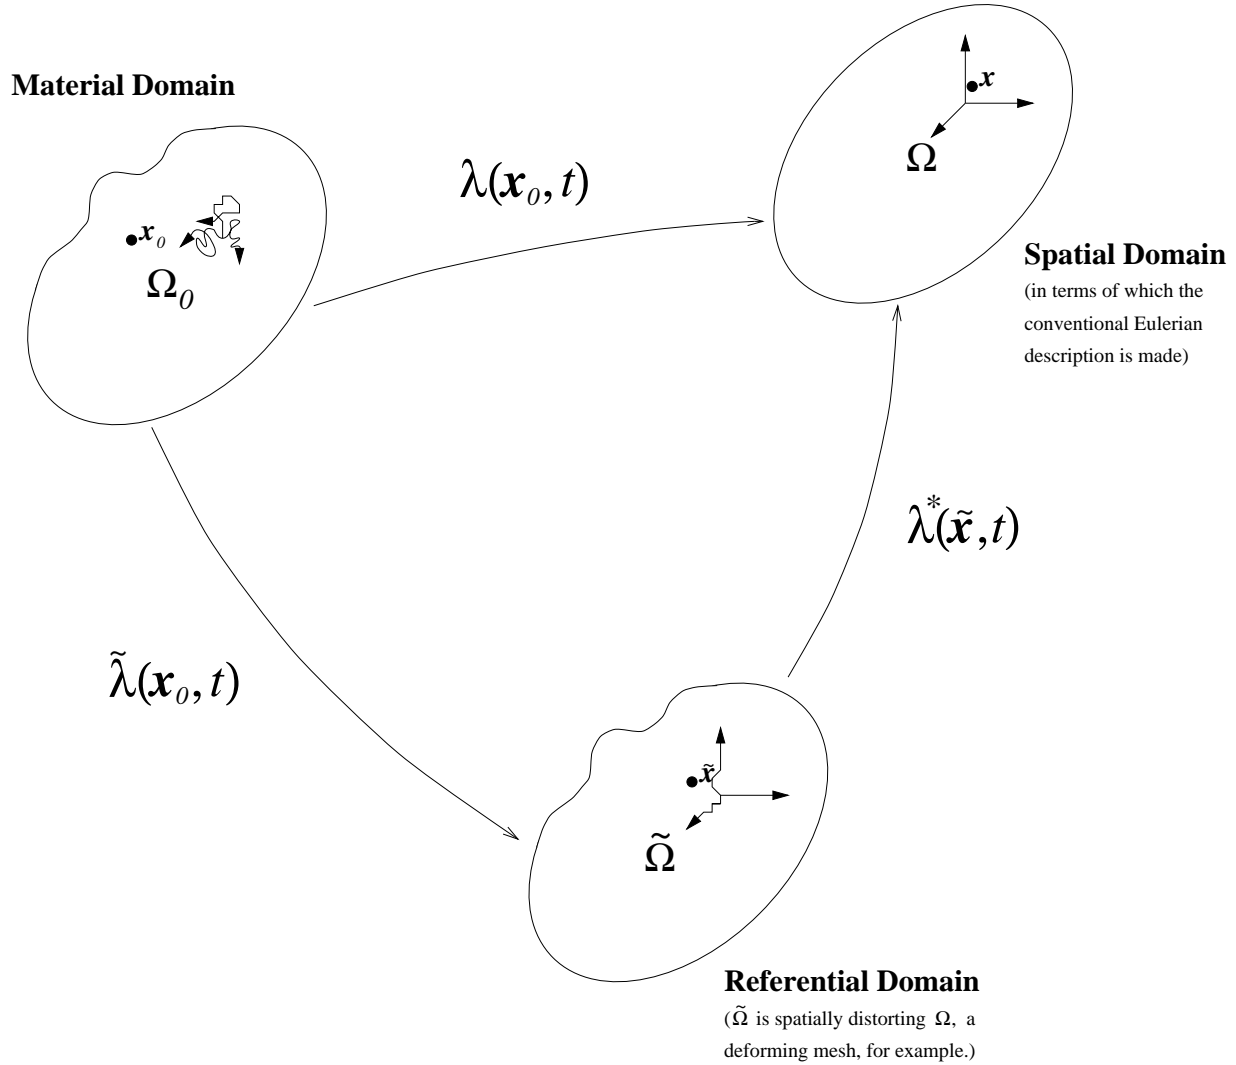 Material Domain
x
Ω
λ(x₀, t)
x₀
Ω₀
Spatial Domain
(in terms of which the
conventional Eulerian
description is made)
λ*(x̃, t)
λ̃(x₀, t)
x̃
Ω̃
Referential Domain
(Ω̃ is spatially distorting Ω, a
deforming mesh, for example.)